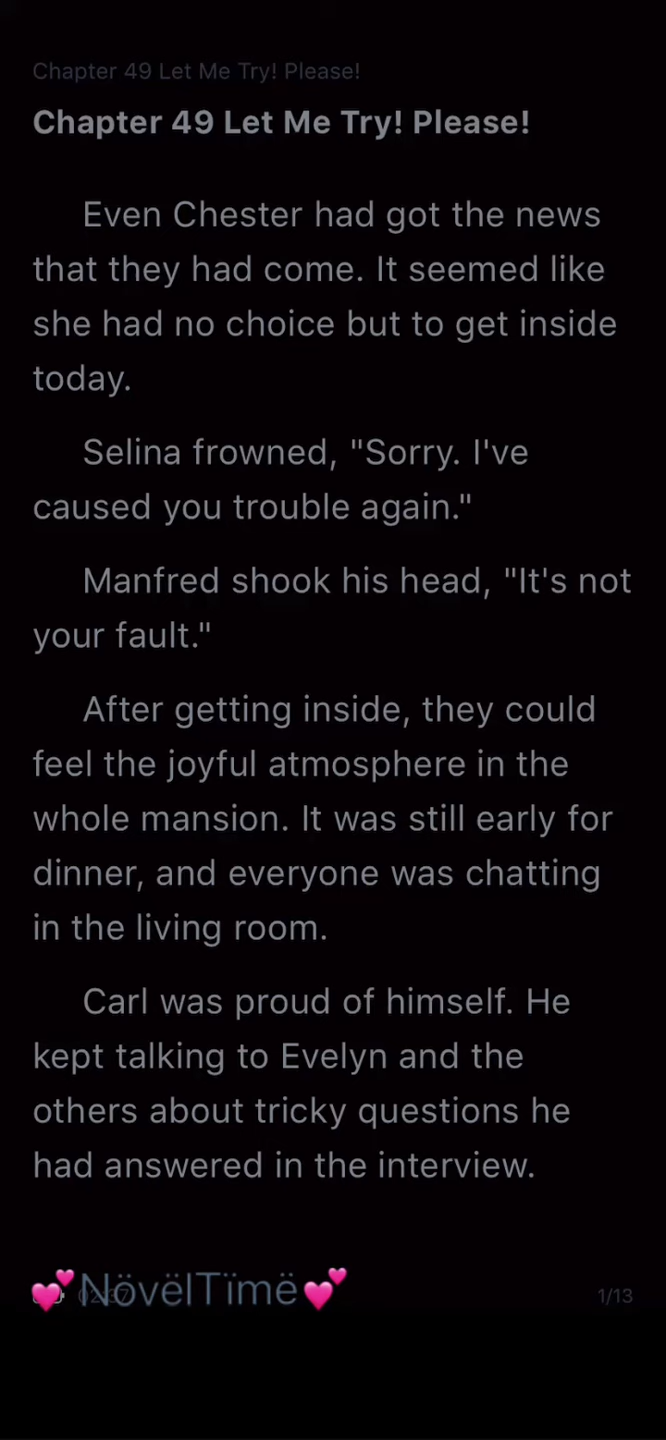 Chapter 49 Let Me Try! Please!
Chapter 49 Let Me Try! Please!
Even Chester had got the news
that they had come. It seemed like
she had no choice but to get inside
today.
Selina frowned, "Sorry. I've
caused you trouble again."
Manfred shook his head, "It's not
your fault."
After getting inside, they could
feel the joyful atmosphere in the
whole mansion. It was still early for
dinner, and everyone was chatting
in the living room.
Carl was proud of himself. He
kept talking to Evelyn and the
others about tricky questions he
had answered in the interview.
💕NövëlTïmë💕
1/13